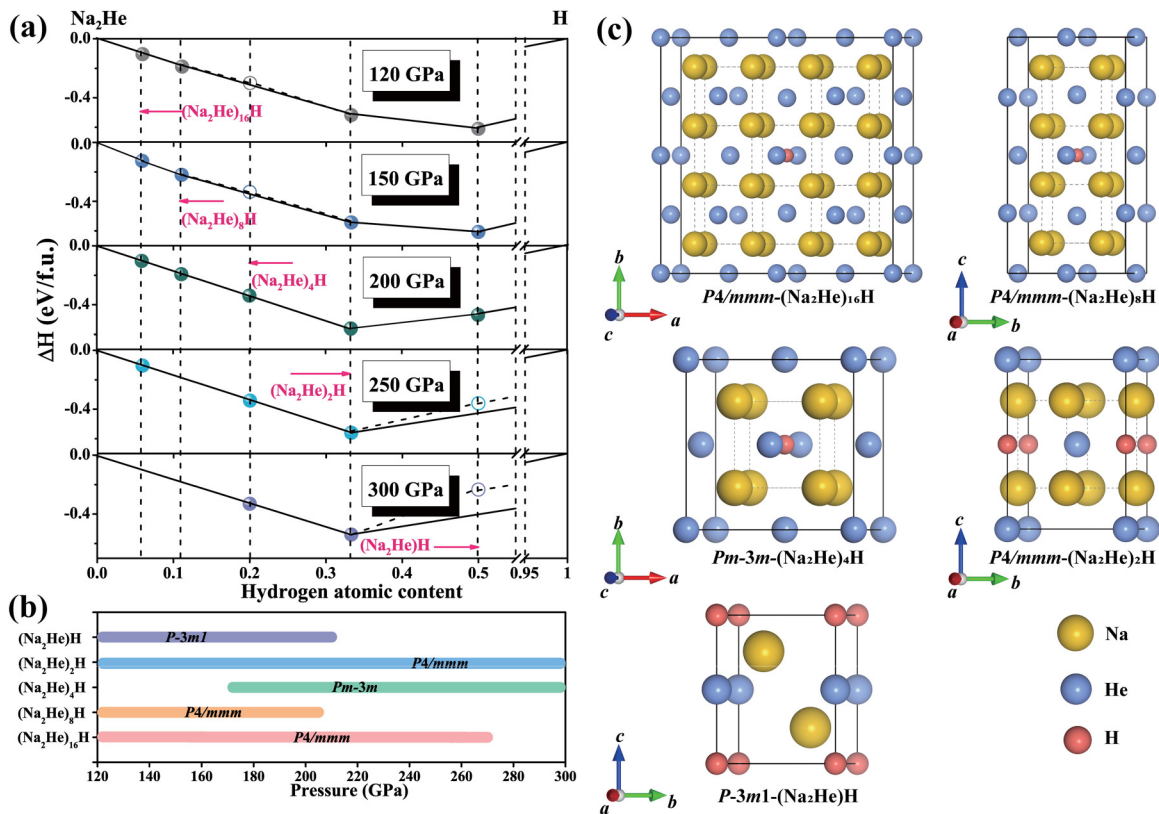 (a)
Na₂He
H
0.0
-0.4
120 GPa
(Na₂He)₁₆H
0.0
-0.4
150 GPa
(Na₂He)₈H
0.0
-0.4
200 GPa
(Na₂He)₄H
0.0
-0.4
250 GPa
(Na₂He)₂H
0.0
-0.4
300 GPa
(Na₂He)H
ΔH (eV/f.u.)
0.0 0.1 0.2 0.3 0.4 0.5 0.95 1
Hydrogen atomic content
(b)
(Na₂He)H P-3m1
(Na₂He)₂H P4/mmm
(Na₂He)₄H Pm-3m
(Na₂He)₈H P4/mmm
(Na₂He)₁₆H P4/mmm
120 140 160 180 200 220 240 260 280 300
Pressure (GPa)
(c)
b
c a
P4/mmm-(Na₂He)₁₆H
c
a b
P4/mmm-(Na₂He)₈H
b
c a
Pm-3m-(Na₂He)₄H
c
a b
P4/mmm-(Na₂He)₂H
c
a b
P-3m1-(Na₂He)H
Na
He
H